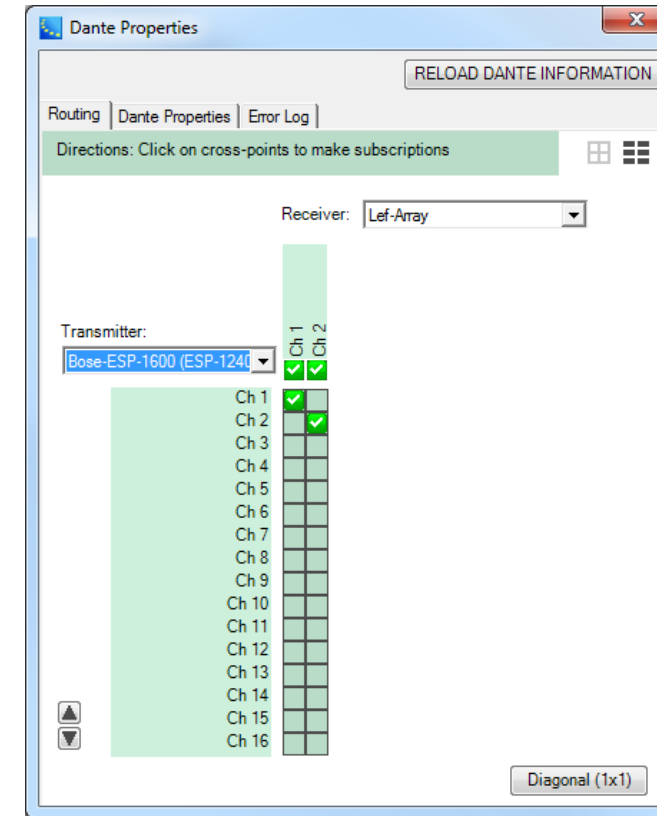 Dante Properties
RELOAD DANTE INFORMATION
Routing Dante Properties Error Log
Directions: Click on cross-points to make subscriptions
Receiver: Lef-Array
Transmitter:
Bose-ESP-1600 (ESP-1240
Ch 1
Ch 2
Ch 1
Ch 2
Ch 3
Ch 4
Ch 5
Ch 6
Ch 7
Ch 8
Ch 9
Ch 10
Ch 11
Ch 12
Ch 13
Ch 14
Ch 15
Ch 16
Diagonal (1x1)